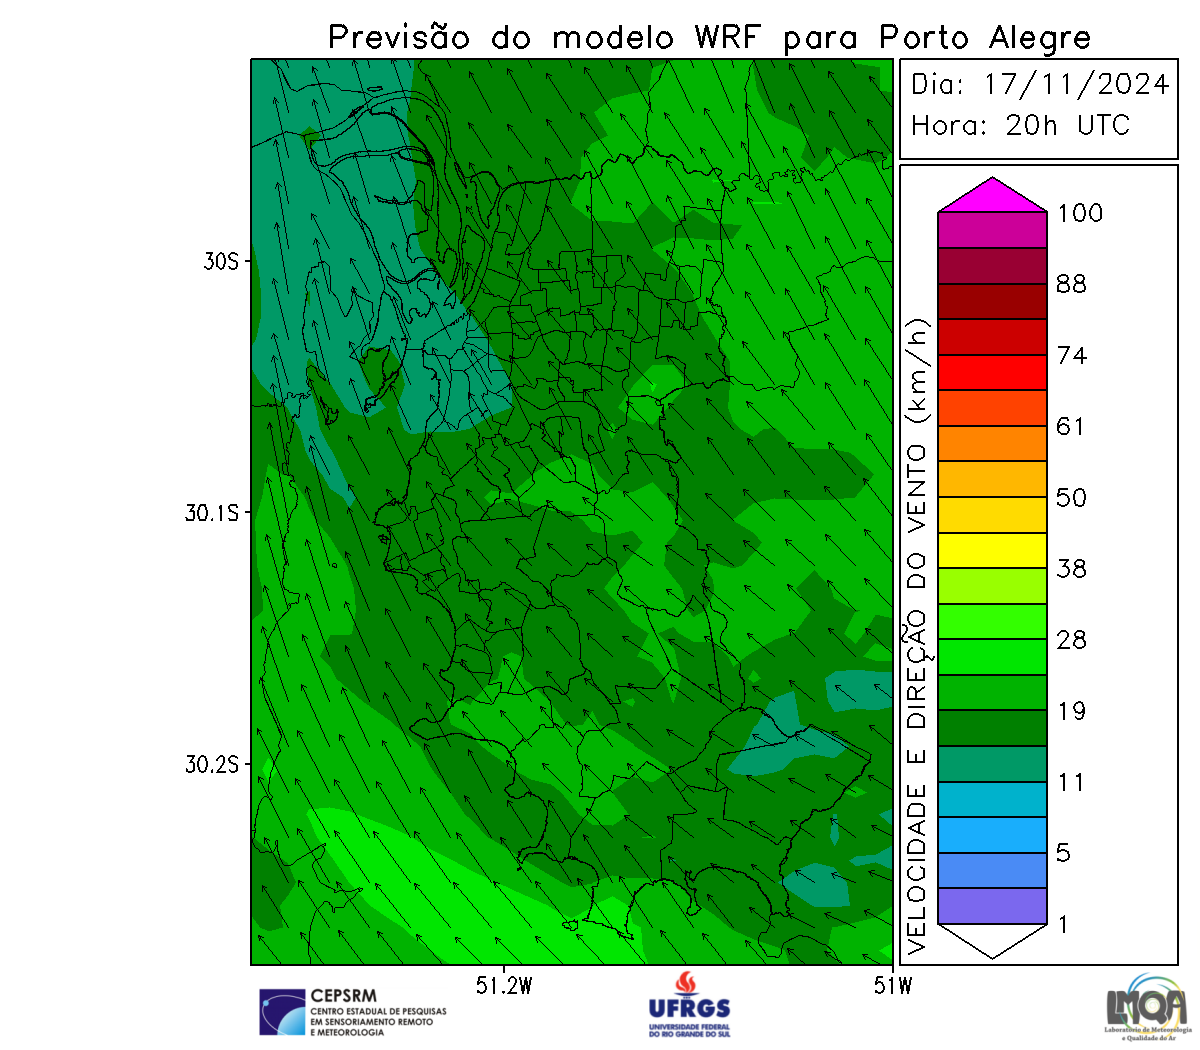 Previsão do modelo WRF para Porto Alegre
Dia: 17/11/2024
Hora: 20h UTC
30S
30.1S
30.2S
51.2W
51W
VELOCIDADE E DIREÇÃO DO VENTO (km/h)
100
88
74
61
50
38
28
19
11
5
1
CEPSRM
CENTRO ESTADUAL DE PESQUISAS
EM SENSORIAMENTO REMOTO
E METEOROLOGIA
UFRGS
UNIVERSIDADE FEDERAL
DO RIO GRANDE DO SUL
LMQA
Laboratório de Meteorologia
e Qualidade do Ar